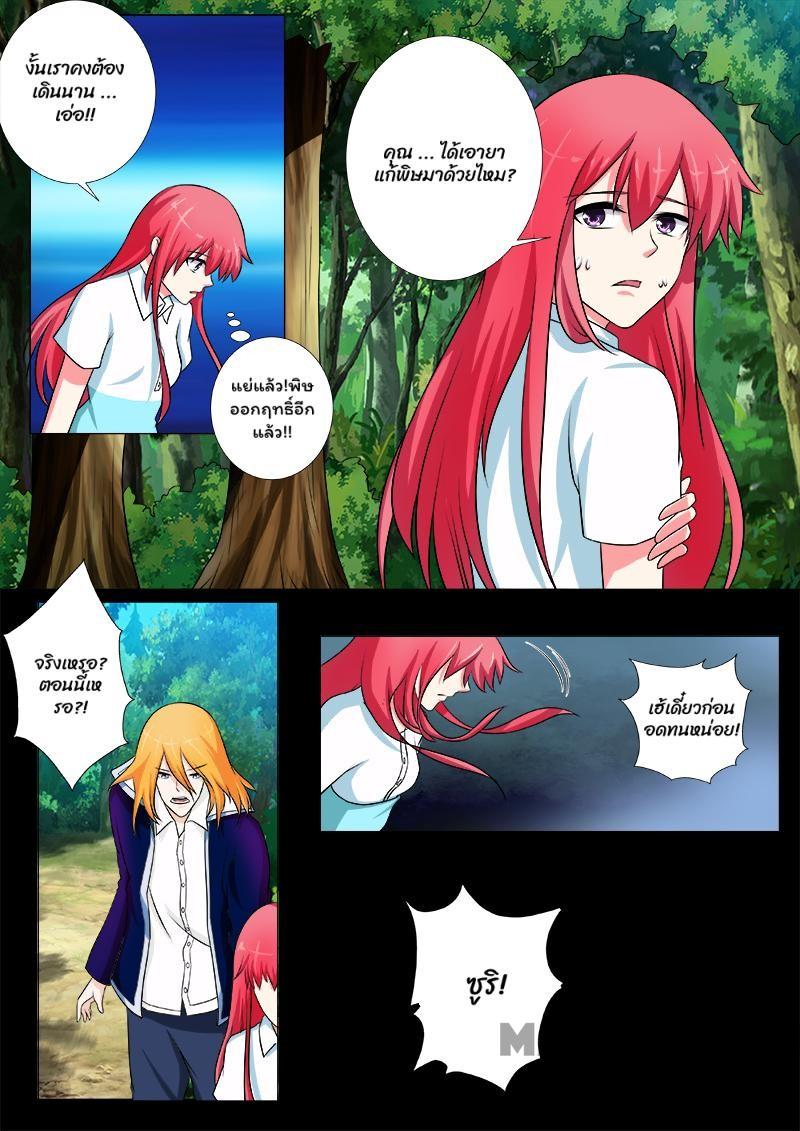 งั้นเราคงต้อง
เดินนาน ...
เอ่อ!!
แย่แล้ว!พิษ
ออกฤทธิ์อีก
แล้ว!!
คุณ ... ได้เอายา
แก้พิษมาด้วยไหม?
จริงเหรอ?
ตอนนี้เห
รอ?!
เฮ้เดี๋ยวก่อน
อดทนหน่อย!
ซูริ!
M